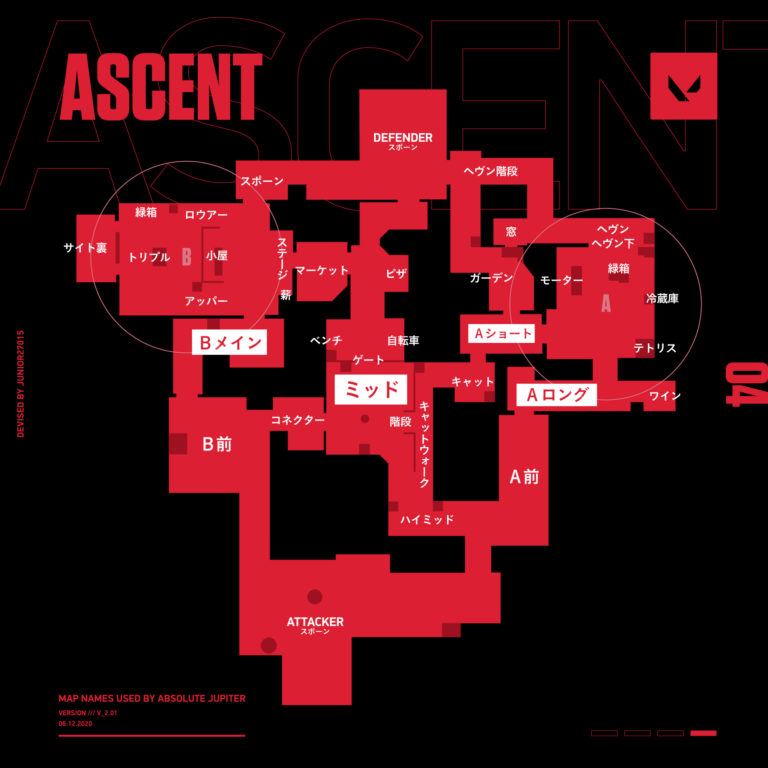 ASCENT
ASCENT
DEFENDER
スポーン
スポーン
ヘヴン階段
緑箱
ロウアー
サイト裏
トリプル
B
小屋
アッパー
ステージ
薪
マーケット
ピザ
窓
ガーデン
ヘヴン
ヘヴン下
緑箱
モーター
A
冷蔵庫
テトリス
Bメイン
ベンチ
自転車
ゲート
Aショート
ミッド
キャット
Aロング
ワイン
コネクター
階段
キャットウォーク
B前
A前
ハイミッド
ATTACKER
スポーン
DEVISED BY JUNIOR27015
04
MAP NAMES USED BY ABSOLUTE JUPITER
VERSION /// V_2.01
06.12.2020